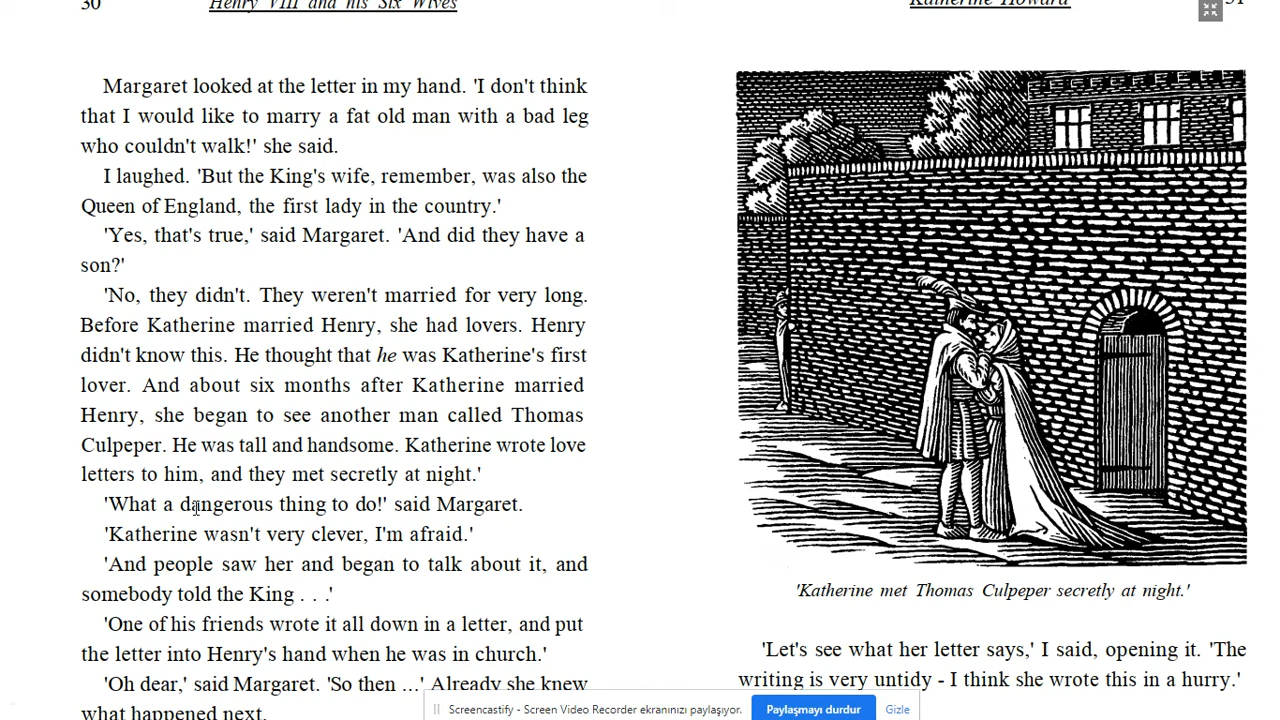 30
Henry VIII and his Six Wives
Margaret looked at the letter in my hand. 'I don't think
that I would like to marry a fat old man with a bad leg
who couldn't walk!' she said.
I laughed. 'But the King's wife, remember, was also the
Queen of England, the first lady in the country.'
'Yes, that's true,' said Margaret. 'And did they have a
son?'
'No, they didn't. They weren't married for very long.
Before Katherine married Henry, she had lovers. Henry
didn't know this. He thought that he was Katherine's first
lover. And about six months after Katherine married
Henry, she began to see another man called Thomas
Culpeper. He was tall and handsome. Katherine wrote love
letters to him, and they met secretly at night.'
'What a dangerous thing to do!' said Margaret.
'Katherine wasn't very clever, I'm afraid.'
'And people saw her and began to talk about it, and
somebody told the King . . .'
'One of his friends wrote it all down in a letter, and put
the letter into Henry's hand when he was in church.'
'Oh dear,' said Margaret. 'So then ...' Already she knew
what happened next.
Katherine Howard
31
'Katherine met Thomas Culpeper secretly at night.'
'Let's see what her letter says,' I said, opening it. 'The
writing is very untidy - I think she wrote this in a hurry.'
Screencastify - Screen Video Recorder ekranınızı paylaşıyor.
Paylaşmayı durdur
Gizle